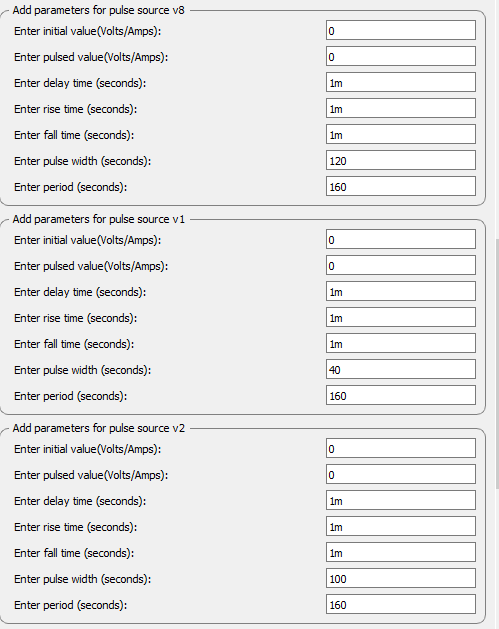 Add parameters for pulse source v8
Enter initial value(Volts/Amps): 0
Enter pulsed value(Volts/Amps): 0
Enter delay time (seconds): 1m
Enter rise time (seconds): 1m
Enter fall time (seconds): 1m
Enter pulse width (seconds): 120
Enter period (seconds): 160
Add parameters for pulse source v1
Enter initial value(Volts/Amps): 0
Enter pulsed value(Volts/Amps): 0
Enter delay time (seconds): 1m
Enter rise time (seconds): 1m
Enter fall time (seconds): 1m
Enter pulse width (seconds): 40
Enter period (seconds): 160
Add parameters for pulse source v2
Enter initial value(Volts/Amps): 0
Enter pulsed value(Volts/Amps): 0
Enter delay time (seconds): 1m
Enter rise time (seconds): 1m
Enter fall time (seconds): 1m
Enter pulse width (seconds): 100
Enter period (seconds): 160